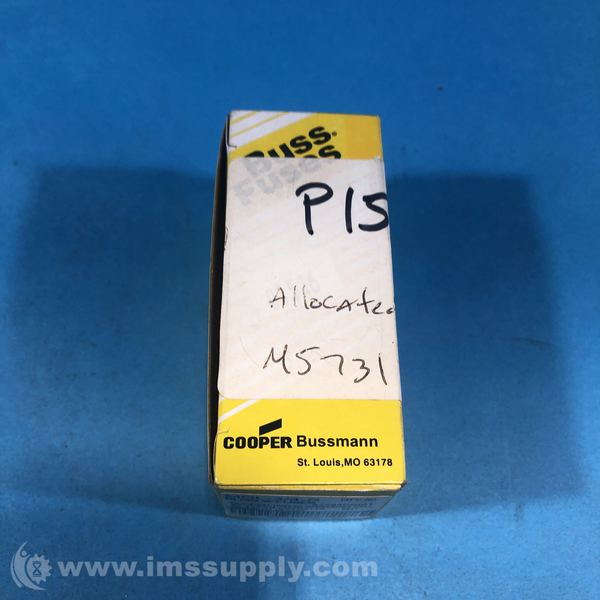 Buss.
Fuses
P15
Allocated
M5731
COOPER Bussmann
St. Louis,MO 63178
www.imssupply.com